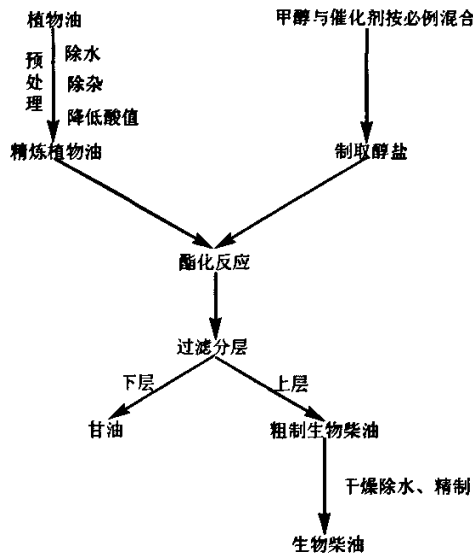 植物油
甲醇与催化剂按必例混合
预处理
除水
除杂
降低酸值
精炼植物油
制取醇盐
酯化反应
过滤分层
下层
上层
甘油
粗制生物柴油
干燥除水、精制
生物柴油